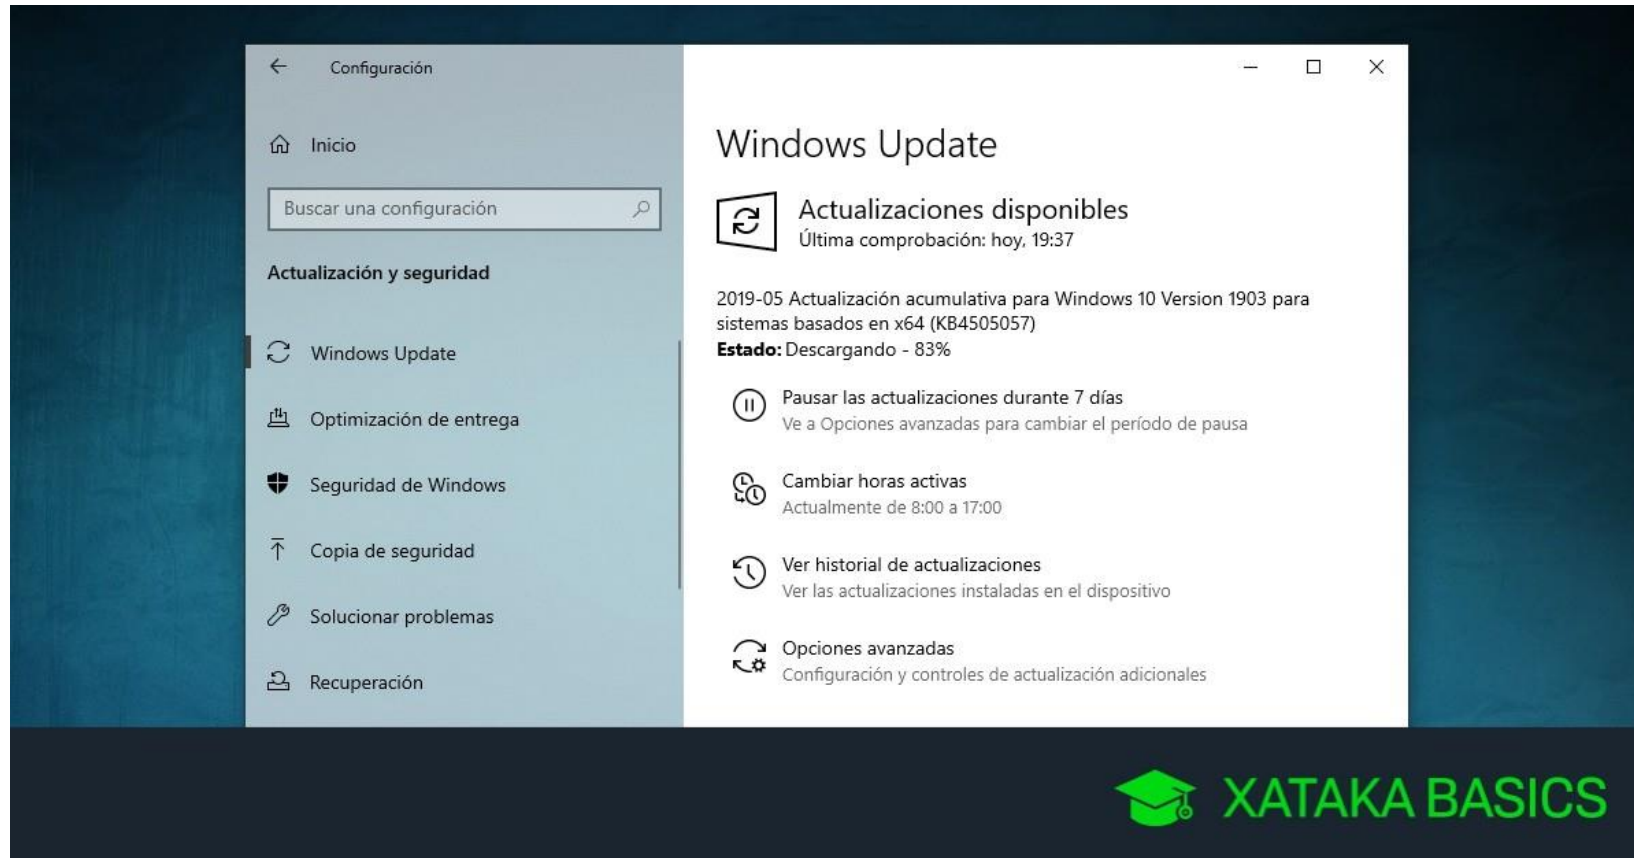 Configuración
Inicio
Buscar una configuración
Actualización y seguridad
Windows Update
Optimización de entrega
Seguridad de Windows
Copia de seguridad
Solucionar problemas
Recuperación
Windows Update
Actualizaciones disponibles
Última comprobación: hoy, 19:37
2019-05 Actualización acumulativa para Windows 10 Version 1903 para
sistemas basados en x64 (KB4505057)
Estado: Descargando - 83%
Pausar las actualizaciones durante 7 días
Ve a Opciones avanzadas para cambiar el período de pausa
Cambiar horas activas
Actualmente de 8:00 a 17:00
Ver historial de actualizaciones
Ver las actualizaciones instaladas en el dispositivo
Opciones avanzadas
Configuración y controles de actualización adicionales
XATAKA BASICS